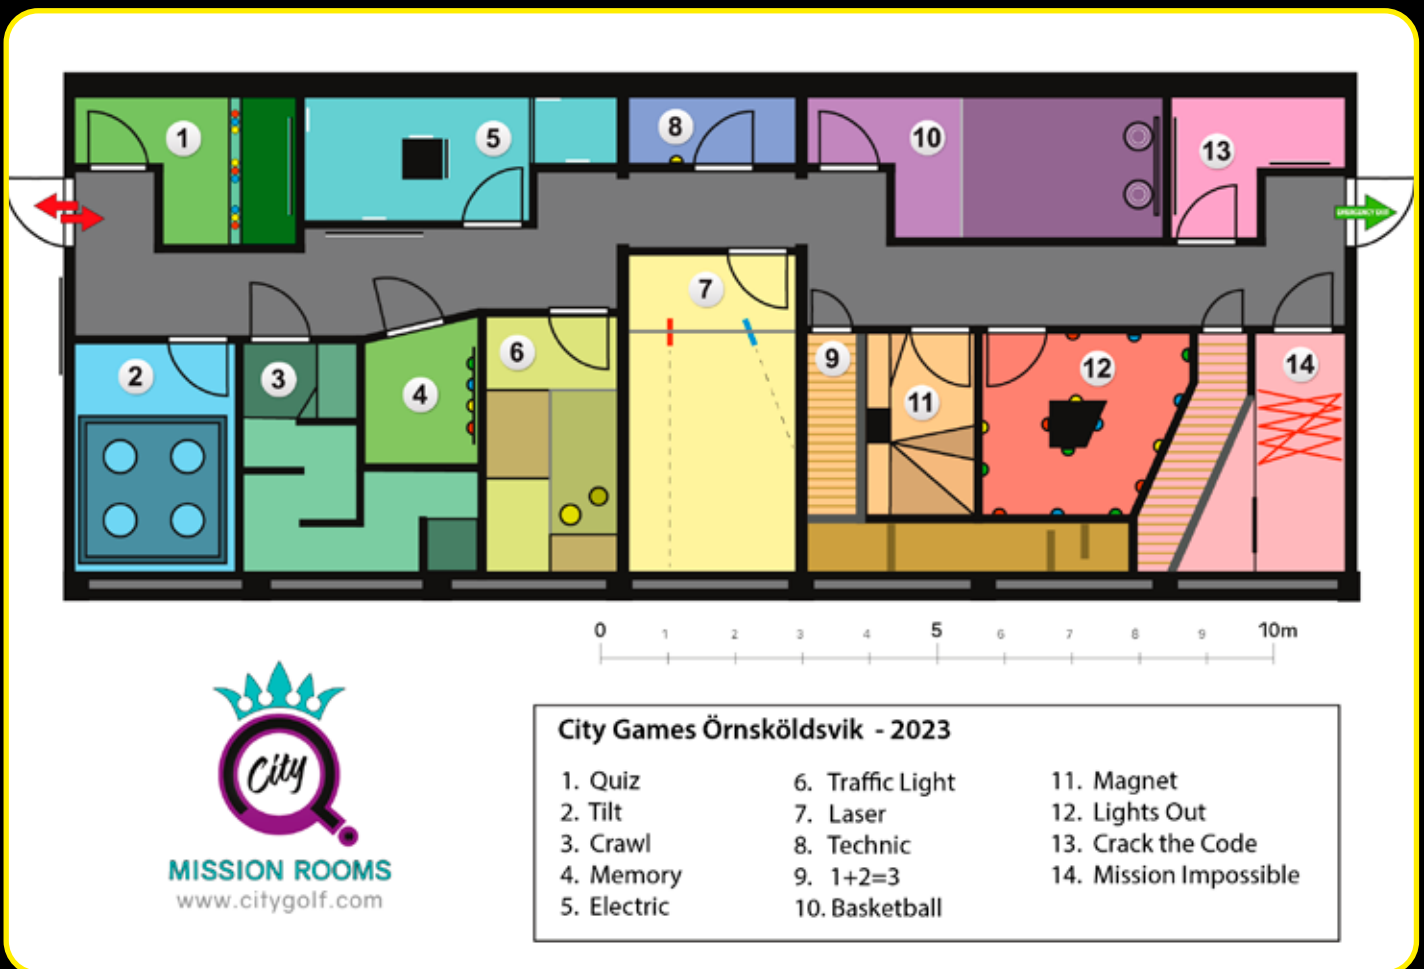 1
5
8
10
13
EMERGENCY EXIT
7
6
2
3
4
9
11
12
14
0 1 2 3 4 5 6 7 8 9 10m
City
MISSION ROOMS
www.citygolf.com
City Games Örnsköldsvik - 2023
1. Quiz
2. Tilt
3. Crawl
4. Memory
5. Electric
6. Traffic Light
7. Laser
8. Technic
9. 1+2=3
10. Basketball
11. Magnet
12. Lights Out
13. Crack the Code
14. Mission Impossible